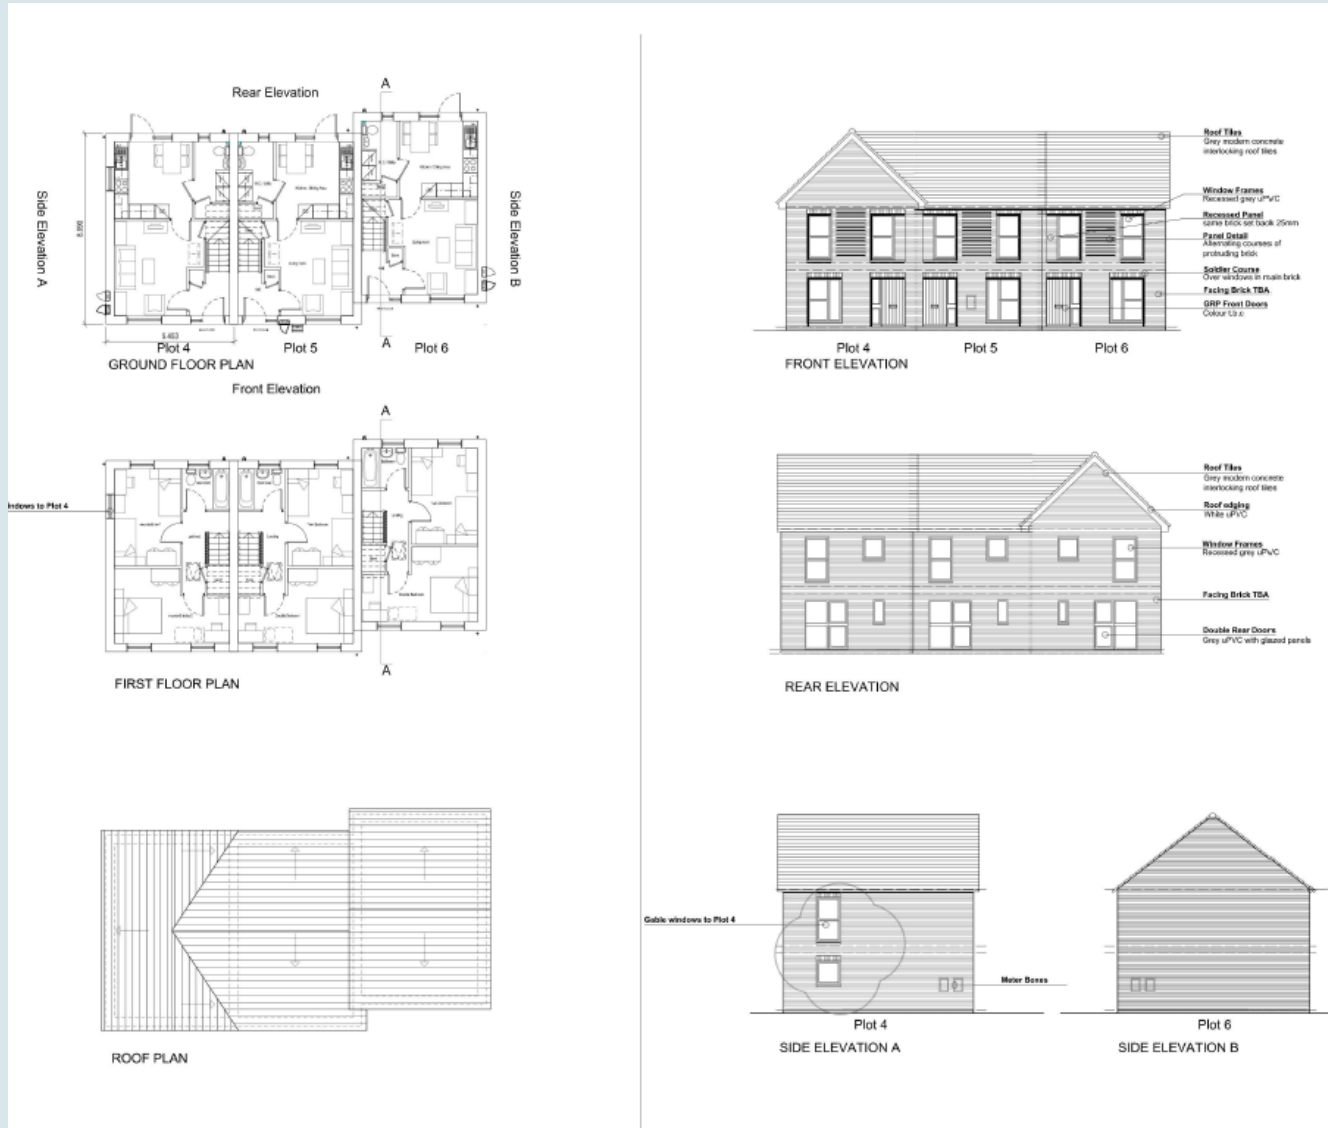 Rear Elevation
A
Side Elevation A
Side Elevation B
A
Plot 4
Plot 5
Plot 6
GROUND FLOOR PLAN
Front Elevation
A
indows to Plot 4
A
FIRST FLOOR PLAN
ROOF PLAN
Roof Tiles
Grey modern concrete
interlocking roof tiles
Window Frames
Recessed grey uPVC
Recessed Panel
same brick set back 25mm
Panel Detail
Alternating courses of
protruding brick
Soldier Course
Over windows in main brick
Facing Brick TBA
GRP Front Doors
Colour t.b.c
Plot 4
Plot 5
Plot 6
FRONT ELEVATION
Roof Tiles
Grey modern concrete
interlocking roof tiles
Roof edging
White uPVC
Window Frames
Recessed grey uPVC
Facing Brick TBA
Double Rear Doors
Grey uPVC with glazed panels
REAR ELEVATION
Gable windows to Plot 4
Meter Boxes
Plot 4
Plot 6
SIDE ELEVATION A
SIDE ELEVATION B